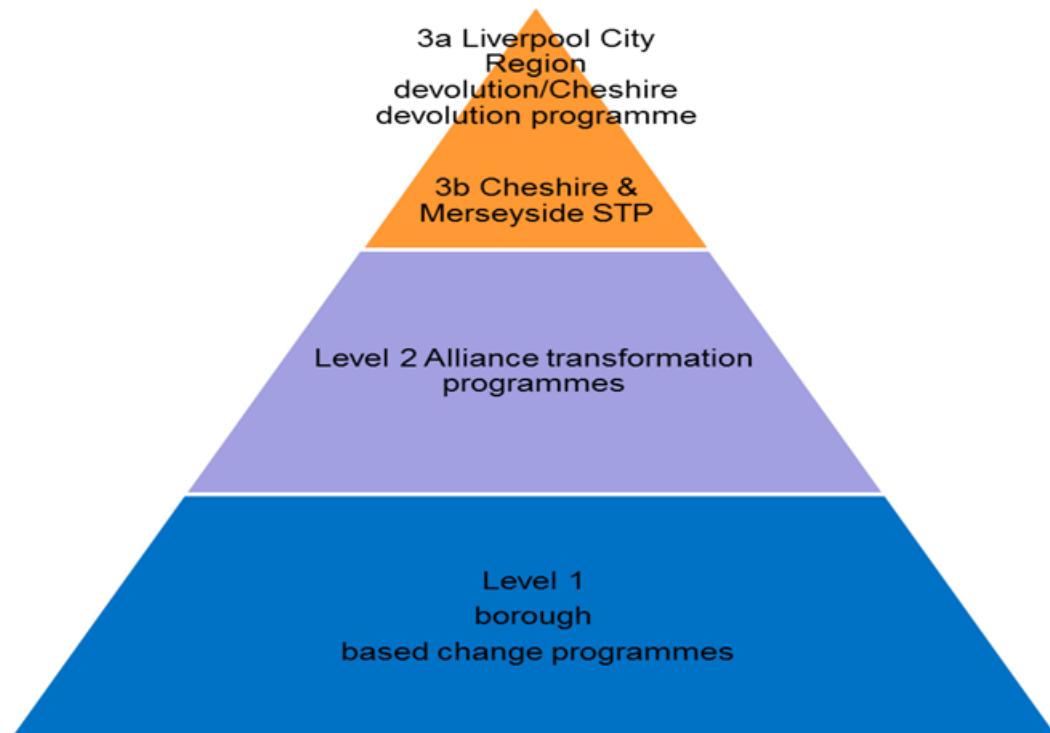 3a Liverpool City
Region
devolution/Cheshire
devolution programme
3b Cheshire &
Merseyside STP
Level 2 Alliance transformation
programmes
Level 1
borough
based change programmes